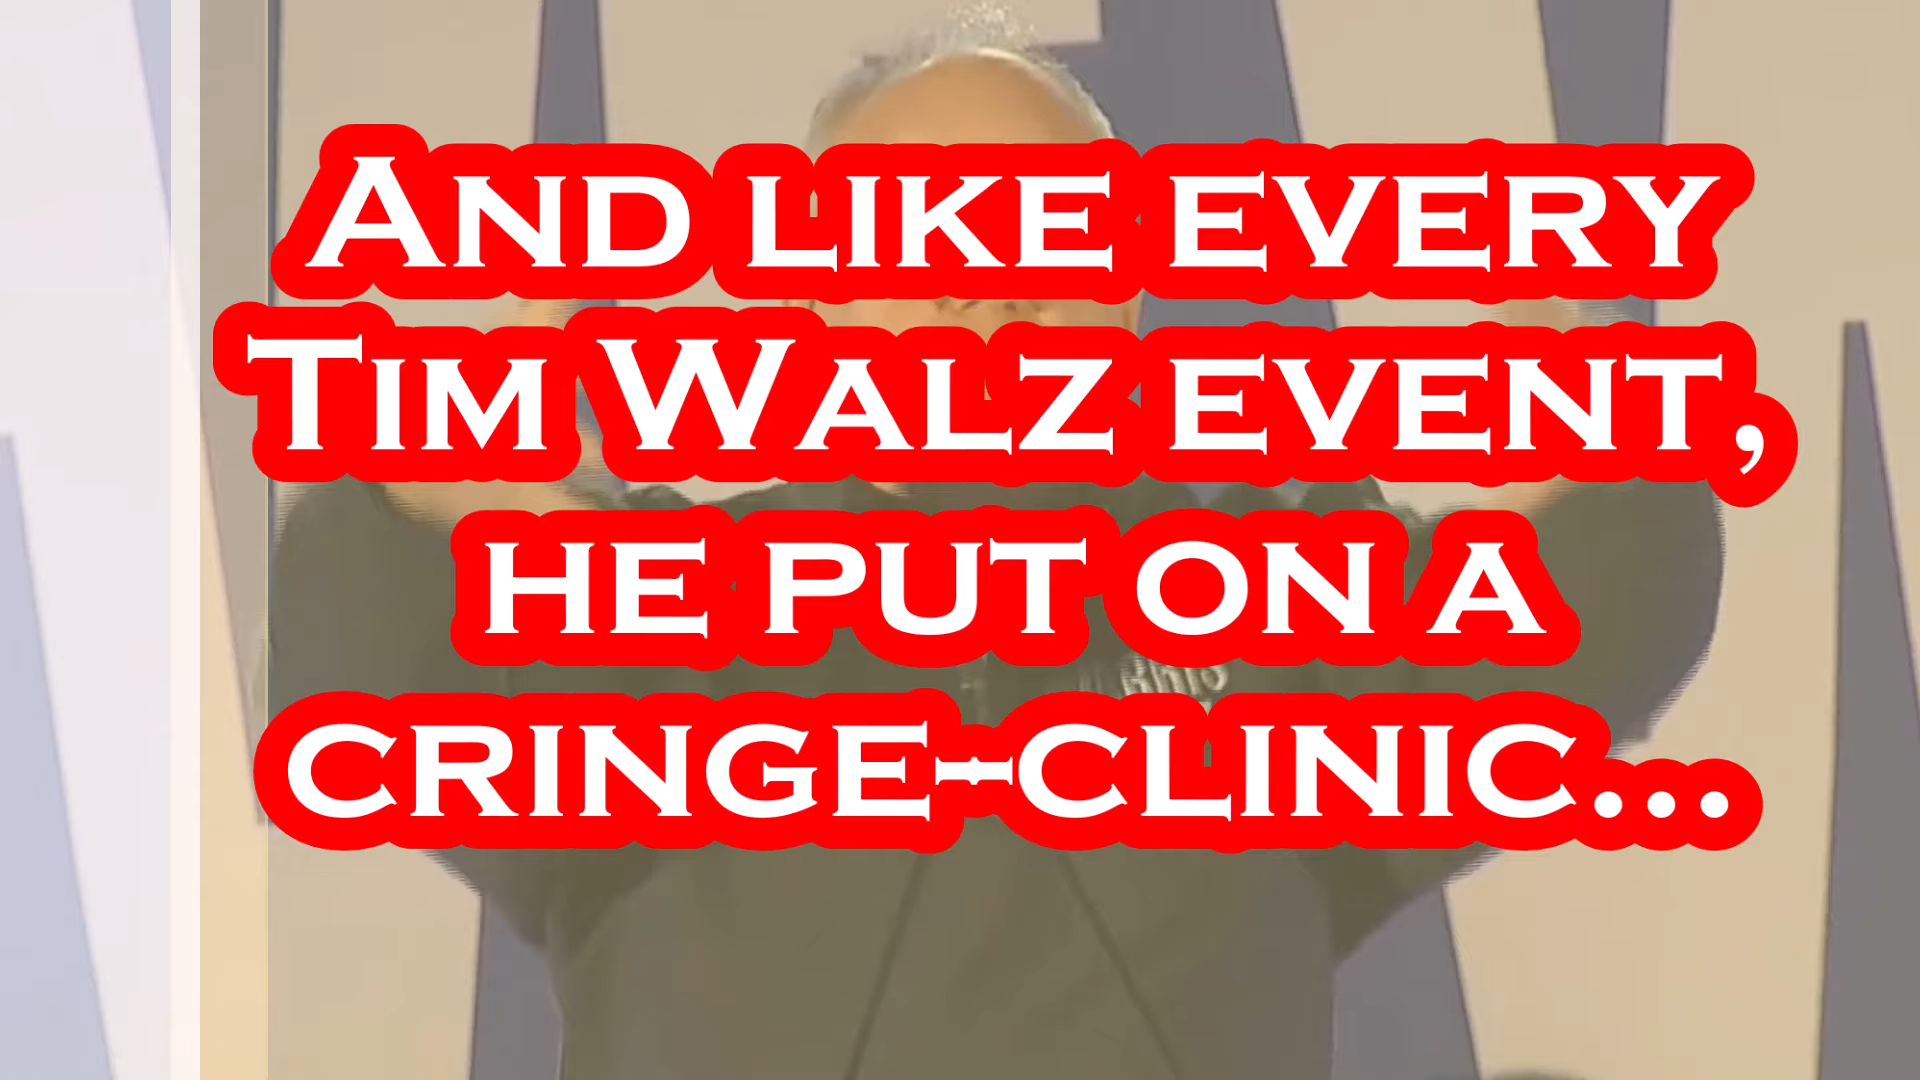 And like every
Tim Walz event,
he put on a
cringe-clinic...